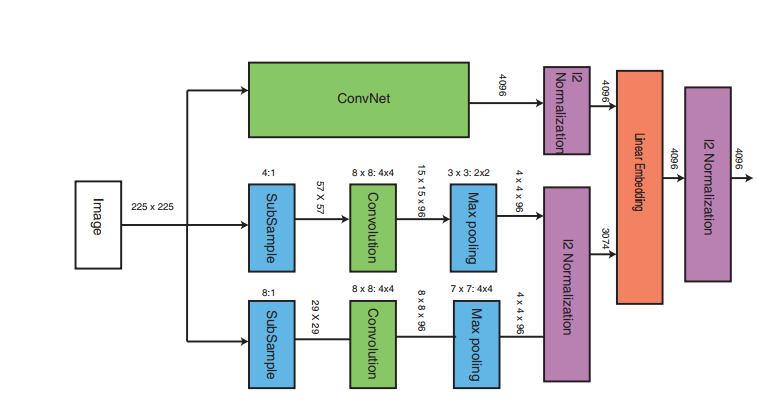 ConvNet
4096
l2 Normalization
4096
Image
225 x 225
4:1
SubSample
57 X 57
8 x 8: 4x4
Convolution
15 x 15 x 96
3 x 3: 2x2
Max pooling
4 x 4 x 96
8:1
SubSample
29 X 29
8 x 8: 4x4
Convolution
8 x 8 x 96
7 x 7: 4x4
Max pooling
4 x 4 x 96
l2 Normalization
3074
Linear Embedding
4096
l2 Normalization
4096